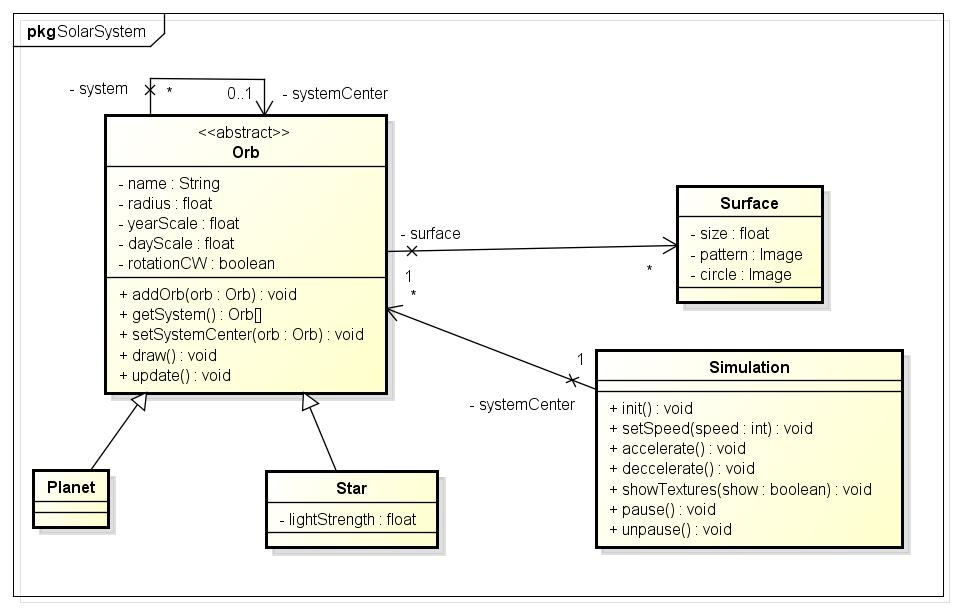 pkg SolarSystem
- system
*
0..1
- systemCenter
<<abstract>>
Orb
- name : String
- radius : float
- yearScale : float
- dayScale : float
- rotationCW : boolean
+ addOrb(orb : Orb) : void
+ getSystem() : Orb[]
+ setSystemCenter(orb : Orb) : void
+ draw() : void
+ update() : void
- surface
1
*
Surface
- size : float
- pattern : Image
- circle : Image
*
1
- systemCenter
Simulation
+ init() : void
+ setSpeed(speed : int) : void
+ accelerate() : void
+ deccelerate() : void
+ showTextures(show : boolean) : void
+ pause() : void
+ unpause() : void
Planet
Star
- lightStrength : float